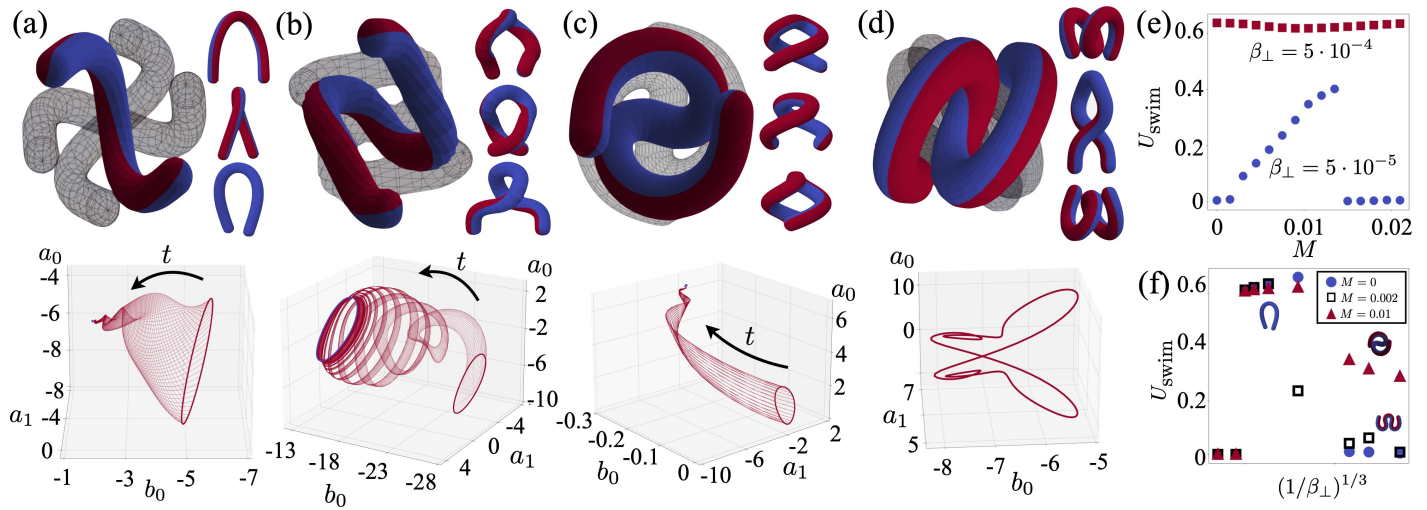 (a)
(b)
(c)
(d)
(e)
U_swim
0.6
0.4
0.2
0
β⊥ = 5 · 10⁻⁴
β⊥ = 5 · 10⁻⁵
0
0.01
0.02
M
a₀
-4
-6
-8
-8
-4
a₁
0
t
-1
-3
-5
-7
b₀
t
a₀
2
-2
-6
-10
-4
0
4
a₁
-13
-18
-23
-28
b₀
t
a₀
6
4
2
-0.3
-0.2
-0.1
0
b₀
-10
-6
-2
2
a₁
a₀
10
0
7
a₁
5
-8
-7
-6
-5
b₀
(f)
U_swim
0.6
0.4
0.2
0
M = 0
M = 0.002
M = 0.01
(1/β⊥)^{1/3}